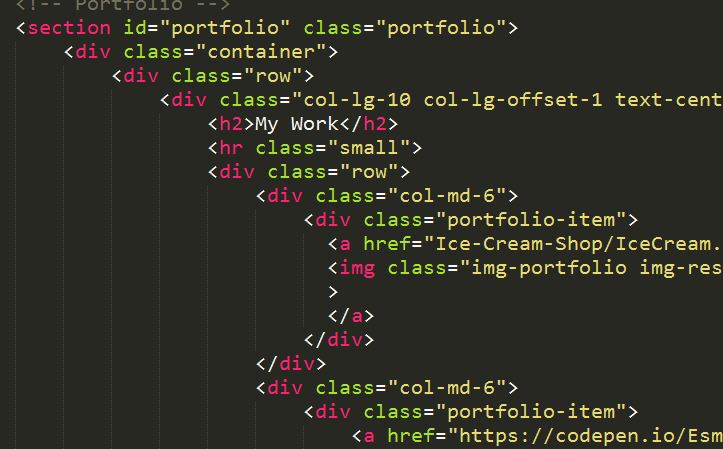 <!-- Portfolio -->
<section id="portfolio" class="portfolio">
<div class="container">
<div class="row">
<div class="col-lg-10 col-lg-offset-1 text-cent
<h2>My Work</h2>
<hr class="small">
<div class="row">
<div class="col-md-6">
<div class="portfolio-item">
<a href="Ice-Cream-Shop/IceCream.
<img class="img-portfolio img-res
>
</a>
</div>
</div>
<div class="col-md-6">
<div class="portfolio-item">
<a href="https://codepen.io/Esm